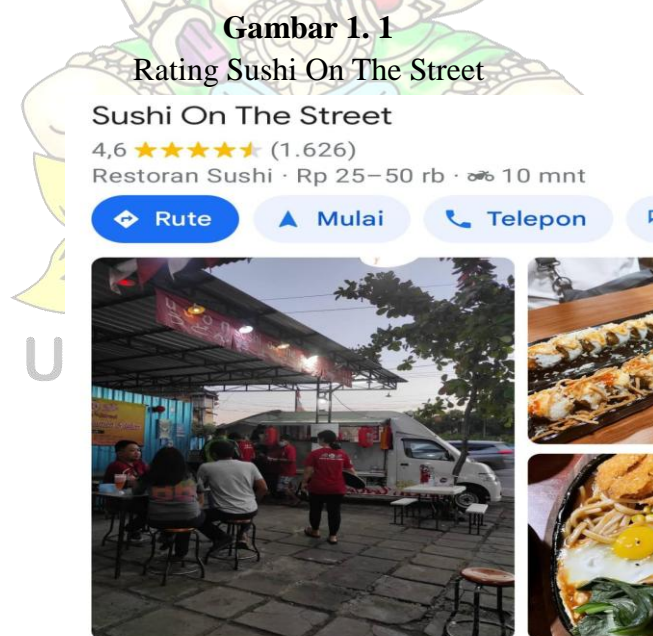 Gambar 1. 1
Rating Sushi On The Street
Sushi On The Street
4,6 (1.626)
Restoran Sushi · Rp 25–50 rb · 10 mnt
Rute
Mulai
Telepon
U